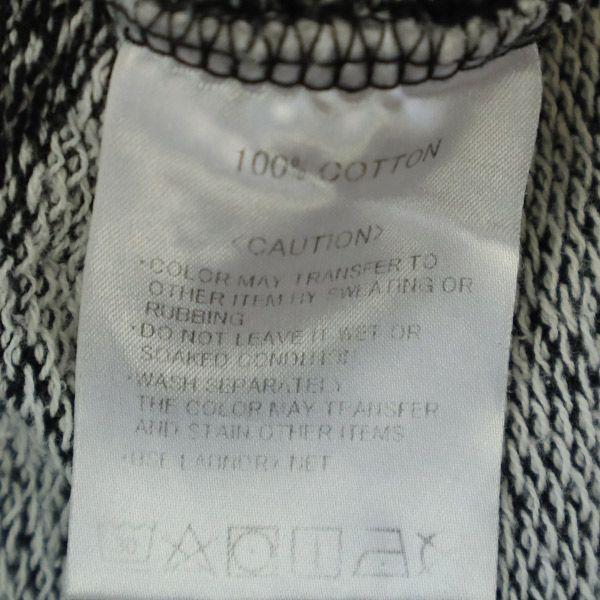 100% COTTON
<CAUTION>
・COLOR MAY TRANSFER TO
OTHER ITEM BY SWEATING OR
RUBBING
・DO NOT LEAVE IT WET OR
SOAKED CONDITION
・WASH SEPARATELY
THE COLOR MAY TRANSFER
AND STAIN OTHER ITEMS
・USE LAUNDRY NET
30